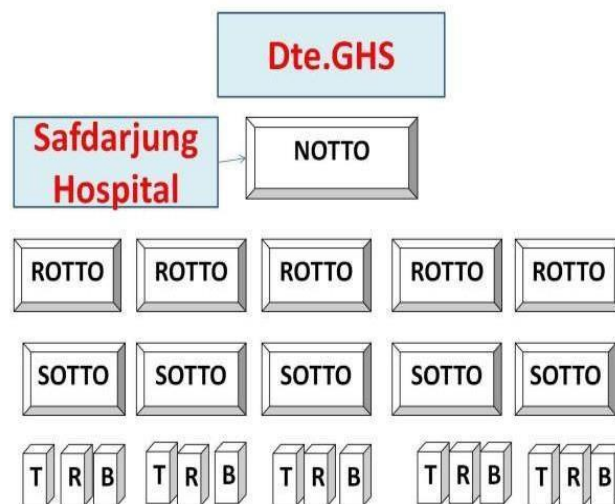 Dte.GHS
Safdarjung
Hospital
NOTTO
ROTTO ROTTO ROTTO ROTTO ROTTO
SOTTO SOTTO SOTTO SOTTO SOTTO
T R B T R B T R B T R B T R B